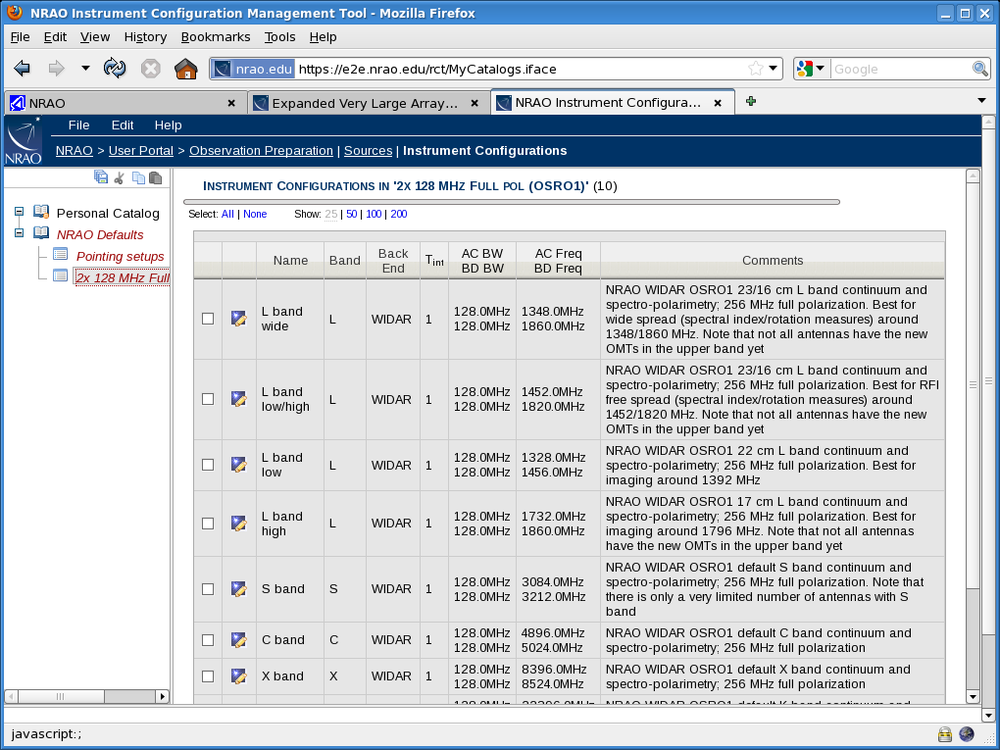 NRAO Instrument Configuration Management Tool - Mozilla Firefox
File Edit View History Bookmarks Tools Help
nrao.edu https://e2e.nrao.edu/rct/MyCatalogs.iface Google
NRAO Expanded Very Large Array... NRAO Instrument Configura...
NRAO
File Edit Help
NRAO > User Portal > Observation Preparation | Sources | Instrument Configurations
Personal Catalog
NRAO Defaults
Pointing setups
2x 128 MHz Full
Instrument Configurations in '2x 128 MHz Full pol (OSRO1)' (10)
Select: All | None Show: 25 | 50 | 100 | 200
Name Band Back End Tint AC BW BD BW AC Freq BD Freq Comments
L band wide L WIDAR 1 128.0MHz 128.0MHz 1348.0MHz 1860.0MHz
NRAO WIDAR OSRO1 23/16 cm L band continuum and
spectro-polarimetry; 256 MHz full polarization. Best for
wide spread (spectral index/rotation measures) around
1348/1860 MHz. Note that not all antennas have the new
OMTs in the upper band yet
L band low/high L WIDAR 1 128.0MHz 128.0MHz 1452.0MHz 1820.0MHz
NRAO WIDAR OSRO1 23/16 cm L band continuum and
spectro-polarimetry; 256 MHz full polarization. Best for RFI
free spread (spectral index/rotation measures) around
1452/1820 MHz. Note that not all antennas have the new
OMTs in the upper band yet
L band low L WIDAR 1 128.0MHz 128.0MHz 1328.0MHz 1456.0MHz
NRAO WIDAR OSRO1 22 cm L band continuum and
spectro-polarimetry; 256 MHz full polarization. Best for
imaging around 1392 MHz
L band high L WIDAR 1 128.0MHz 128.0MHz 1732.0MHz 1860.0MHz
NRAO WIDAR OSRO1 17 cm L band continuum and
spectro-polarimetry; 256 MHz full polarization. Best for
imaging around 1796 MHz. Note that not all antennas
have the new OMTs in the upper band yet
S band S WIDAR 1 128.0MHz 128.0MHz 3084.0MHz 3212.0MHz
NRAO WIDAR OSRO1 default S band continuum and
spectro-polarimetry; 256 MHz full polarization. Note that
there is only a very limited number of antennas with S
band
C band C WIDAR 1 128.0MHz 128.0MHz 4896.0MHz 5024.0MHz
NRAO WIDAR OSRO1 default C band continuum and
spectro-polarimetry; 256 MHz full polarization
X band X WIDAR 1 128.0MHz 128.0MHz 8396.0MHz 8524.0MHz
NRAO WIDAR OSRO1 default X band continuum and
spectro-polarimetry; 256 MHz full polarization
NRAO WIDAR OSRO1 default K band continuum and
javascript:;